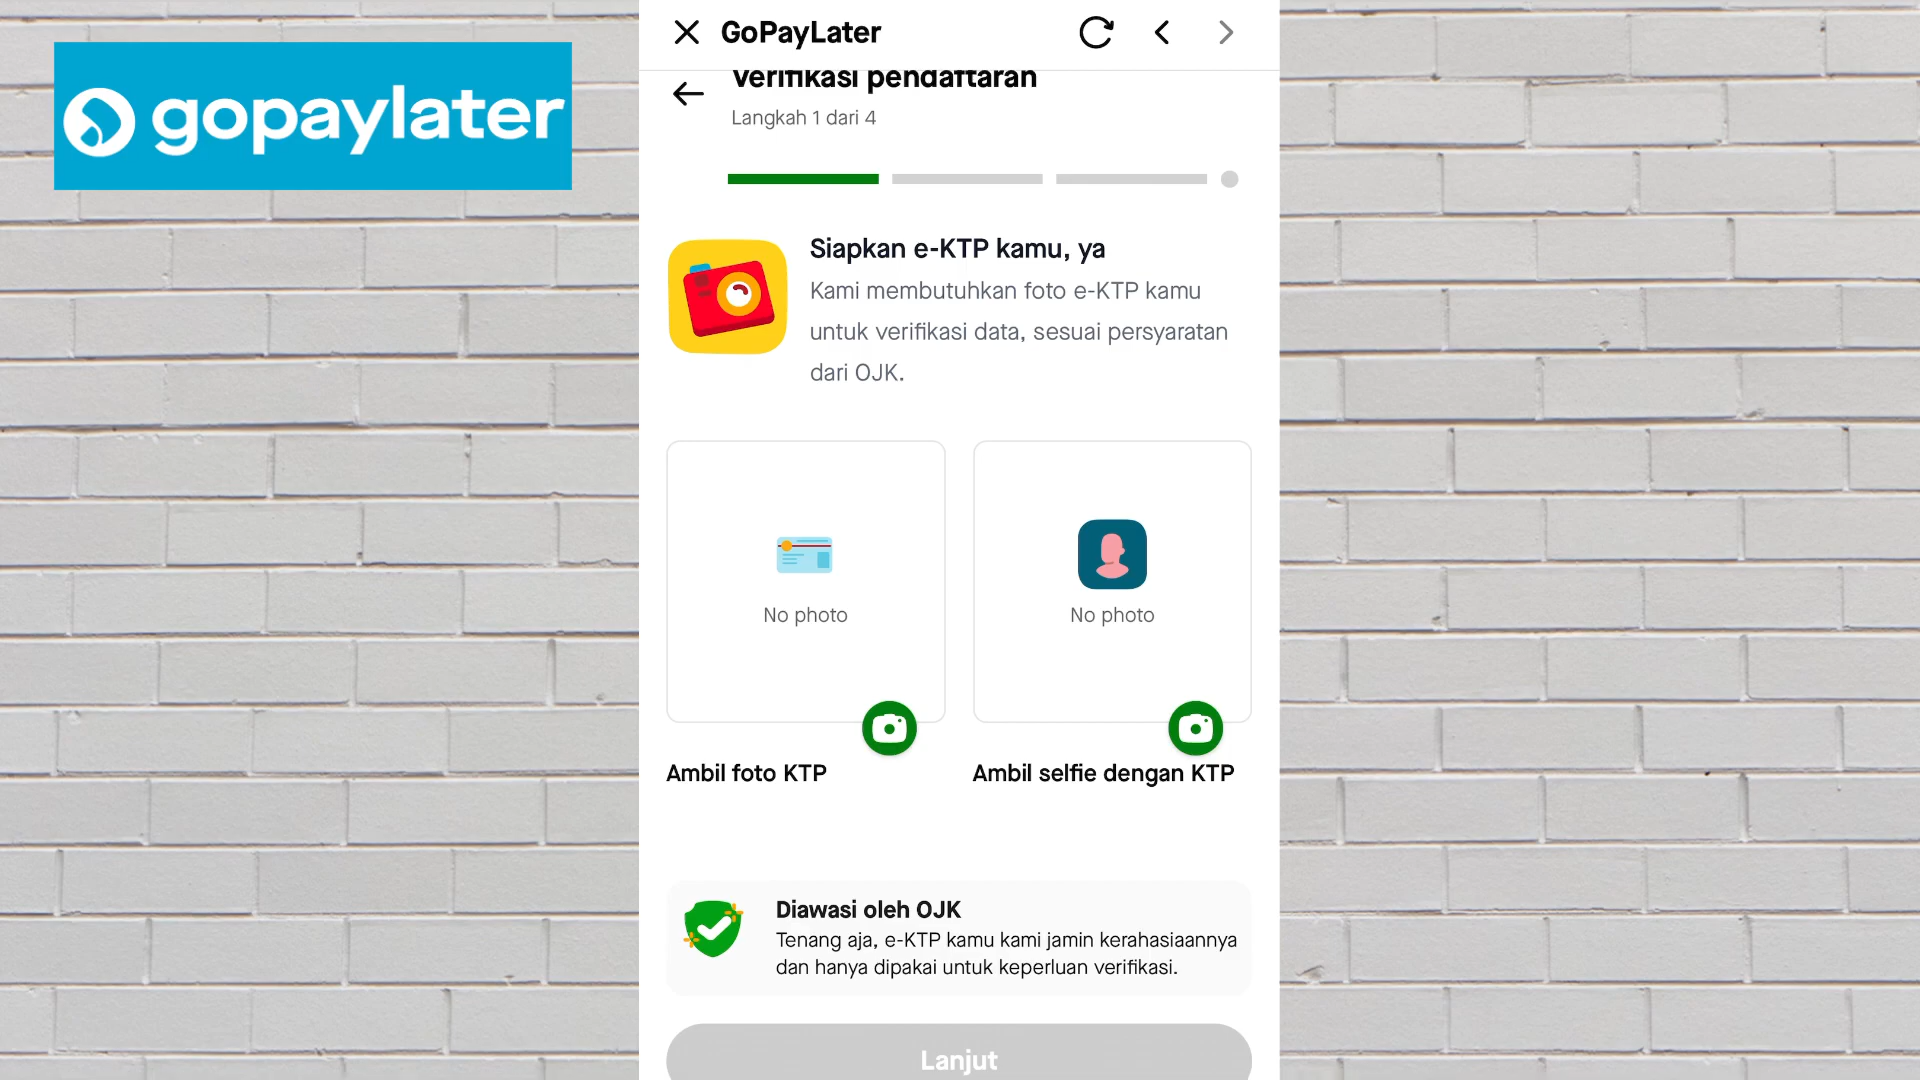 gopaylater
GoPayLater
Verifikasi pendaftaran
Langkah 1 dari 4
Siapkan e-KTP kamu, ya
Kami membutuhkan foto e-KTP kamu
untuk verifikasi data, sesuai persyaratan
dari OJK.
No photo
No photo
Ambil foto KTP
Ambil selfie dengan KTP
Diawasi oleh OJK
Tenang aja, e-KTP kamu kami jamin kerahasiaannya
dan hanya dipakai untuk keperluan verifikasi.
Lanjut